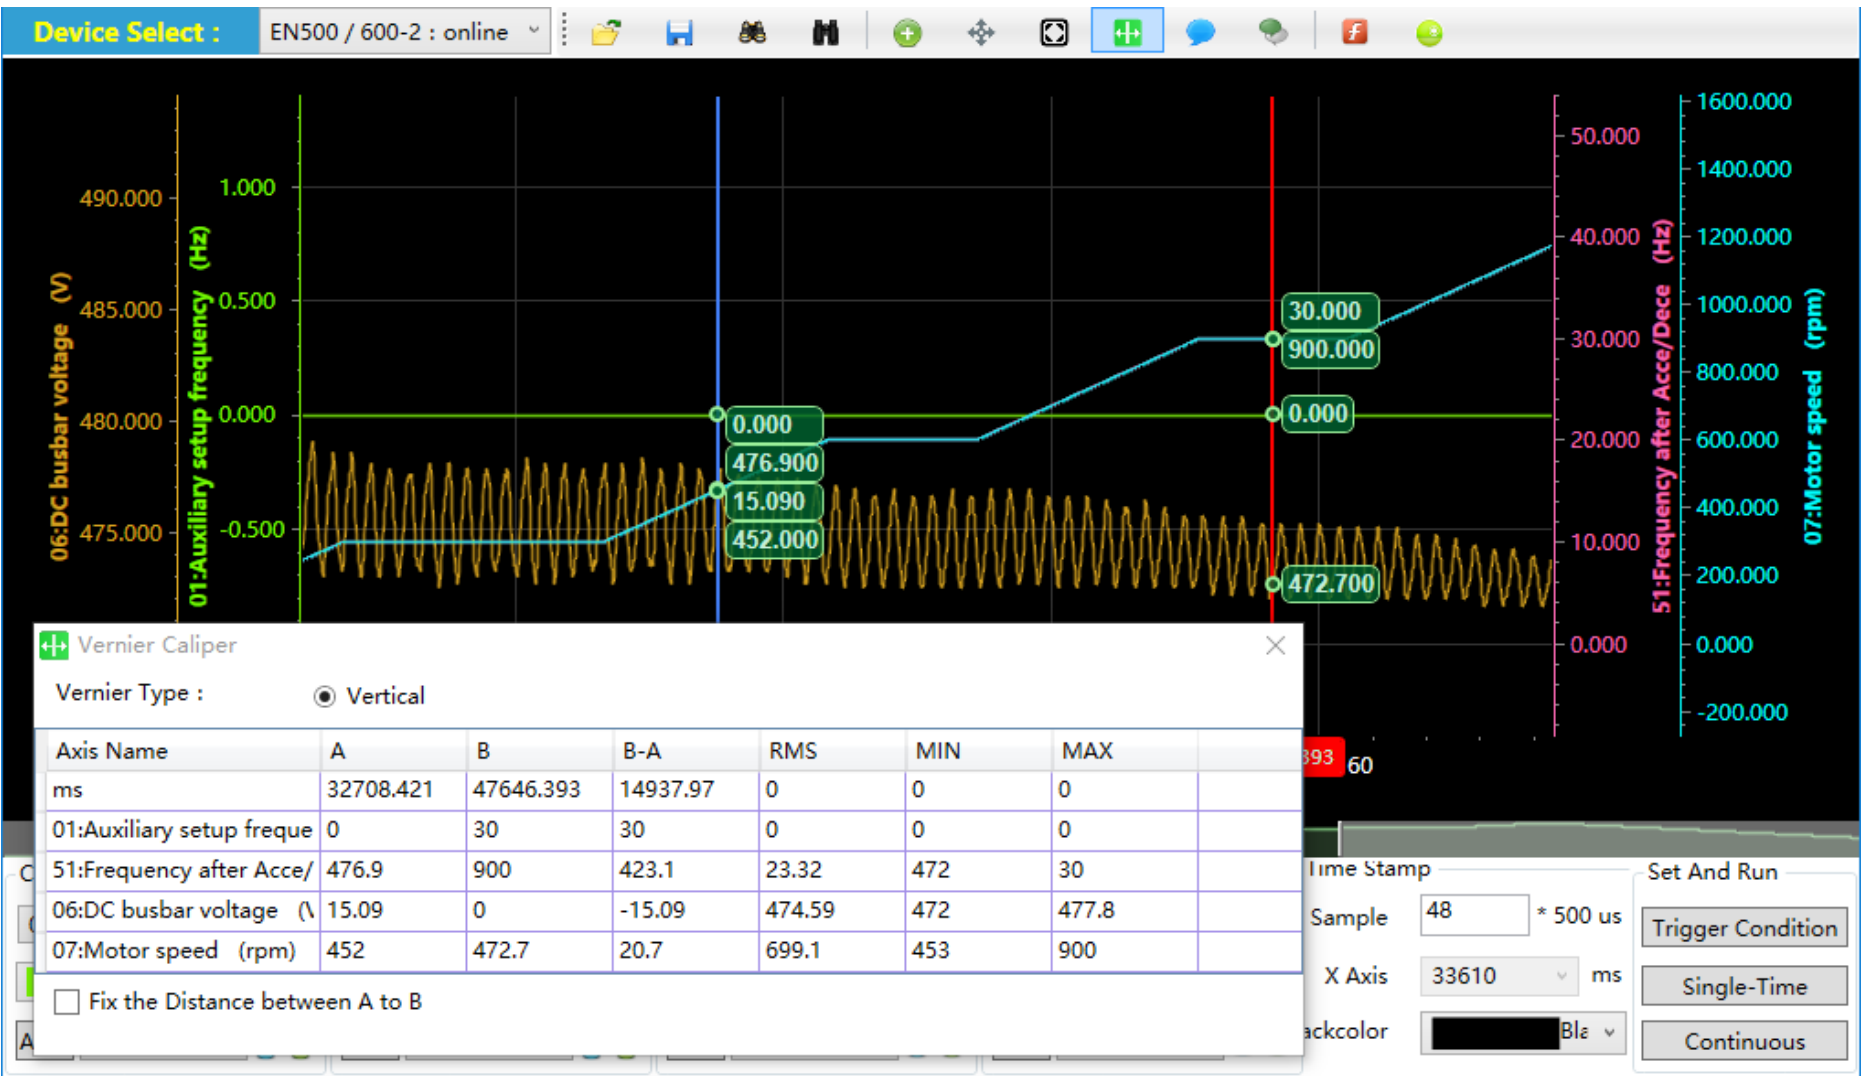 Device Select :
EN500 / 600-2 : online
06:DC busbar voltage (V)
490.000
485.000
480.000
475.000
01:Auxiliary setup frequency (Hz)
1.000
0.500
0.000
-0.500
0.000
476.900
15.090
452.000
30.000
900.000
0.000
472.700
50.000
40.000
30.000
20.000
10.000
0.000
51:Frequency after Acce/Dece (Hz)
1600.000
1400.000
1200.000
1000.000
800.000
600.000
400.000
200.000
0.000
-200.000
07:Motor speed (rpm)
393
60
Vernier Caliper
Vernier Type :
Vertical
Axis Name A B B-A RMS MIN MAX
ms 32708.421 47646.393 14937.97 0 0 0
01:Auxiliary setup freque 0 30 30 0 0 0
51:Frequency after Acce/ 476.9 900 423.1 23.32 472 30
06:DC busbar voltage 15.09 0 -15.09 474.59 472 477.8
07:Motor speed (rpm) 452 472.7 20.7 699.1 453 900
Fix the Distance between A to B
Time Stamp
Sample 48 * 500 us
X Axis 33610 ms
ackcolor Bla
Set And Run
Trigger Condition
Single-Time
Continuous